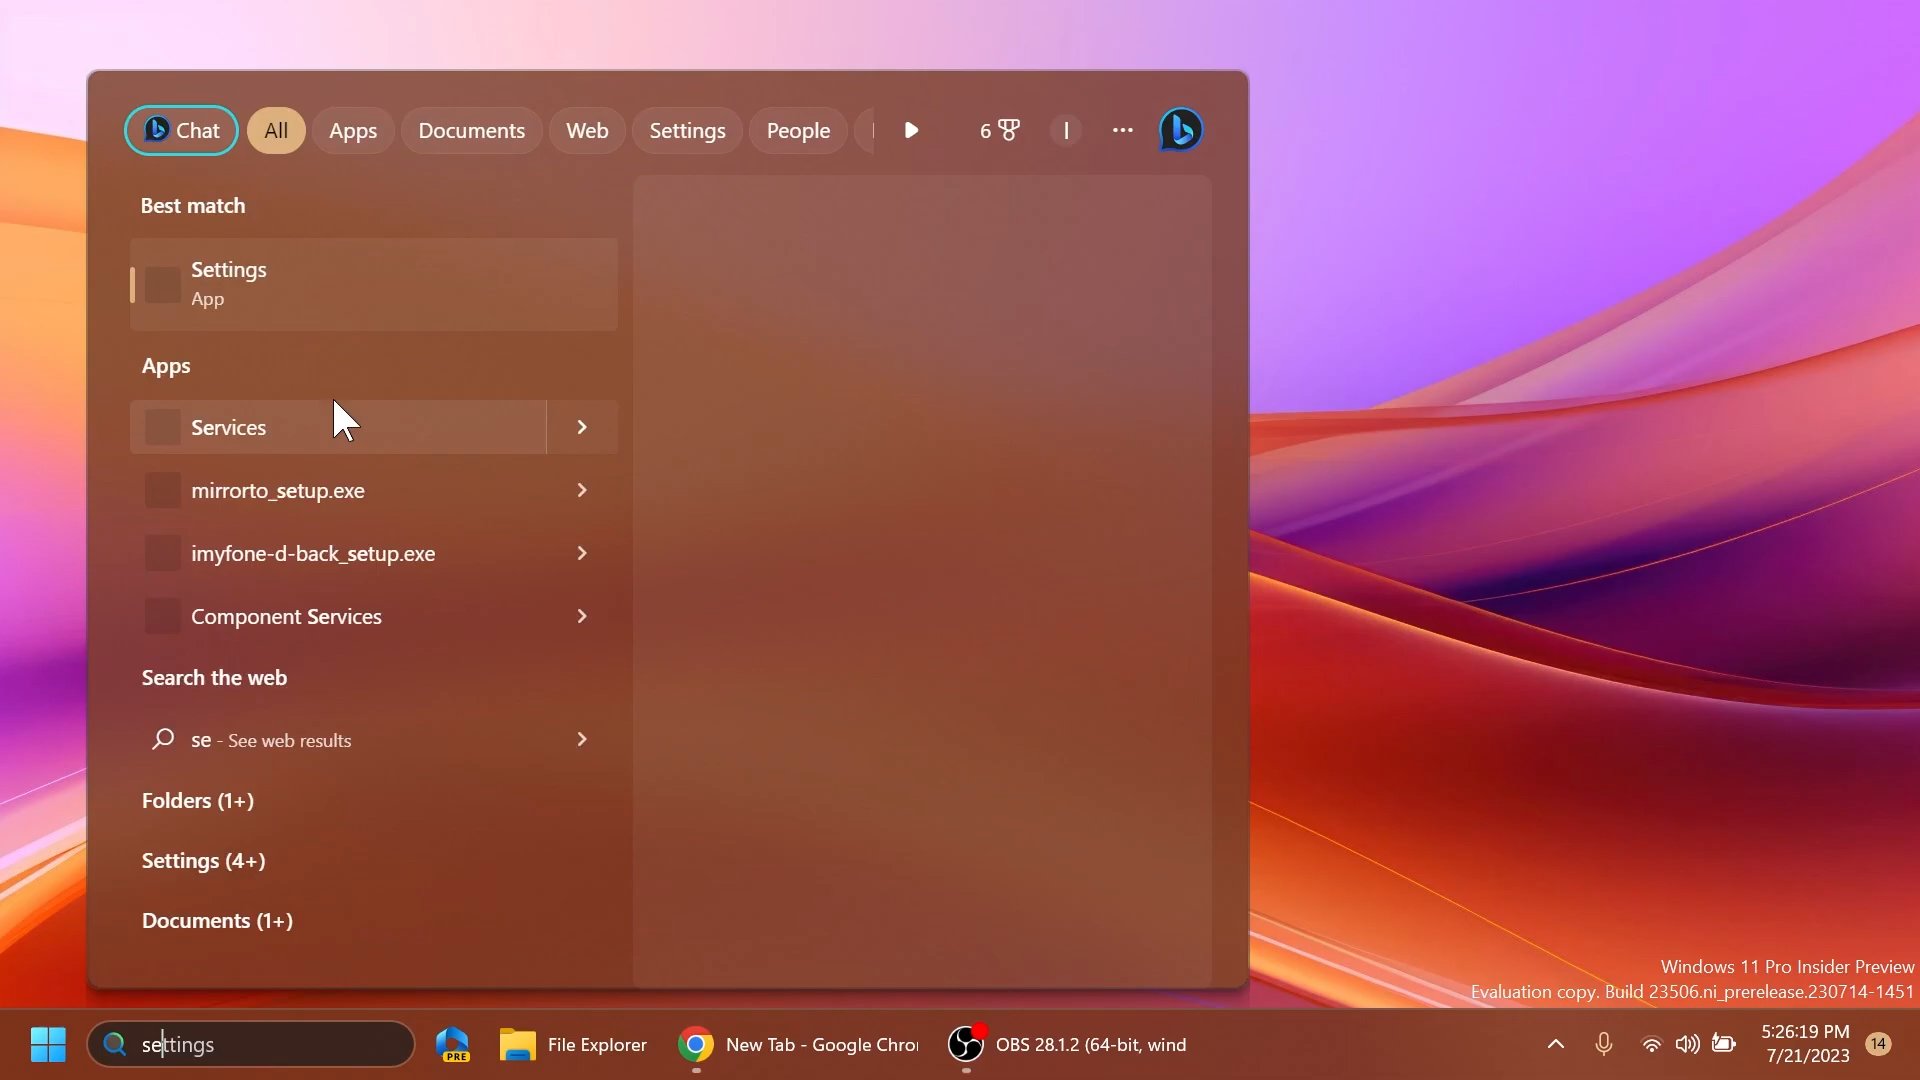 Chat
All
Apps
Documents
Web
Settings
People
6
I
Best match
Settings
App
Apps
Services
mirrorto_setup.exe
imyfone-d-back_setup.exe
Component Services
Search the web
se - See web results
Folders (1+)
Settings (4+)
Documents (1+)
Windows 11 Pro Insider Preview
Evaluation copy. Build 23506.ni_prerelease.230714-1451
settings
PRE
File Explorer
New Tab - Google Chro
OBS 28.1.2 (64-bit, wind
5:26:19 PM
7/21/2023
14